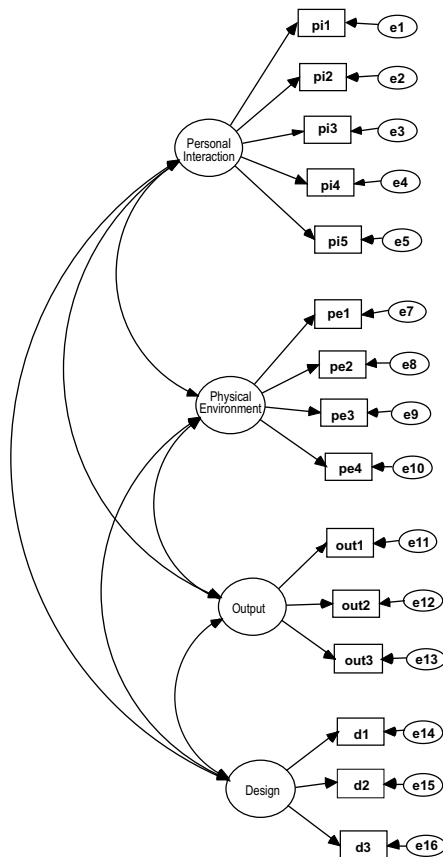 pi1 e1
pi2 e2
pi3 e3
Personal
Interaction
pi4 e4
pi5 e5
pe1 e7
pe2 e8
Physical
Environment
pe3 e9
pe4 e10
out1 e11
Output
out2 e12
out3 e13
d1 e14
Design
d2 e15
d3 e16